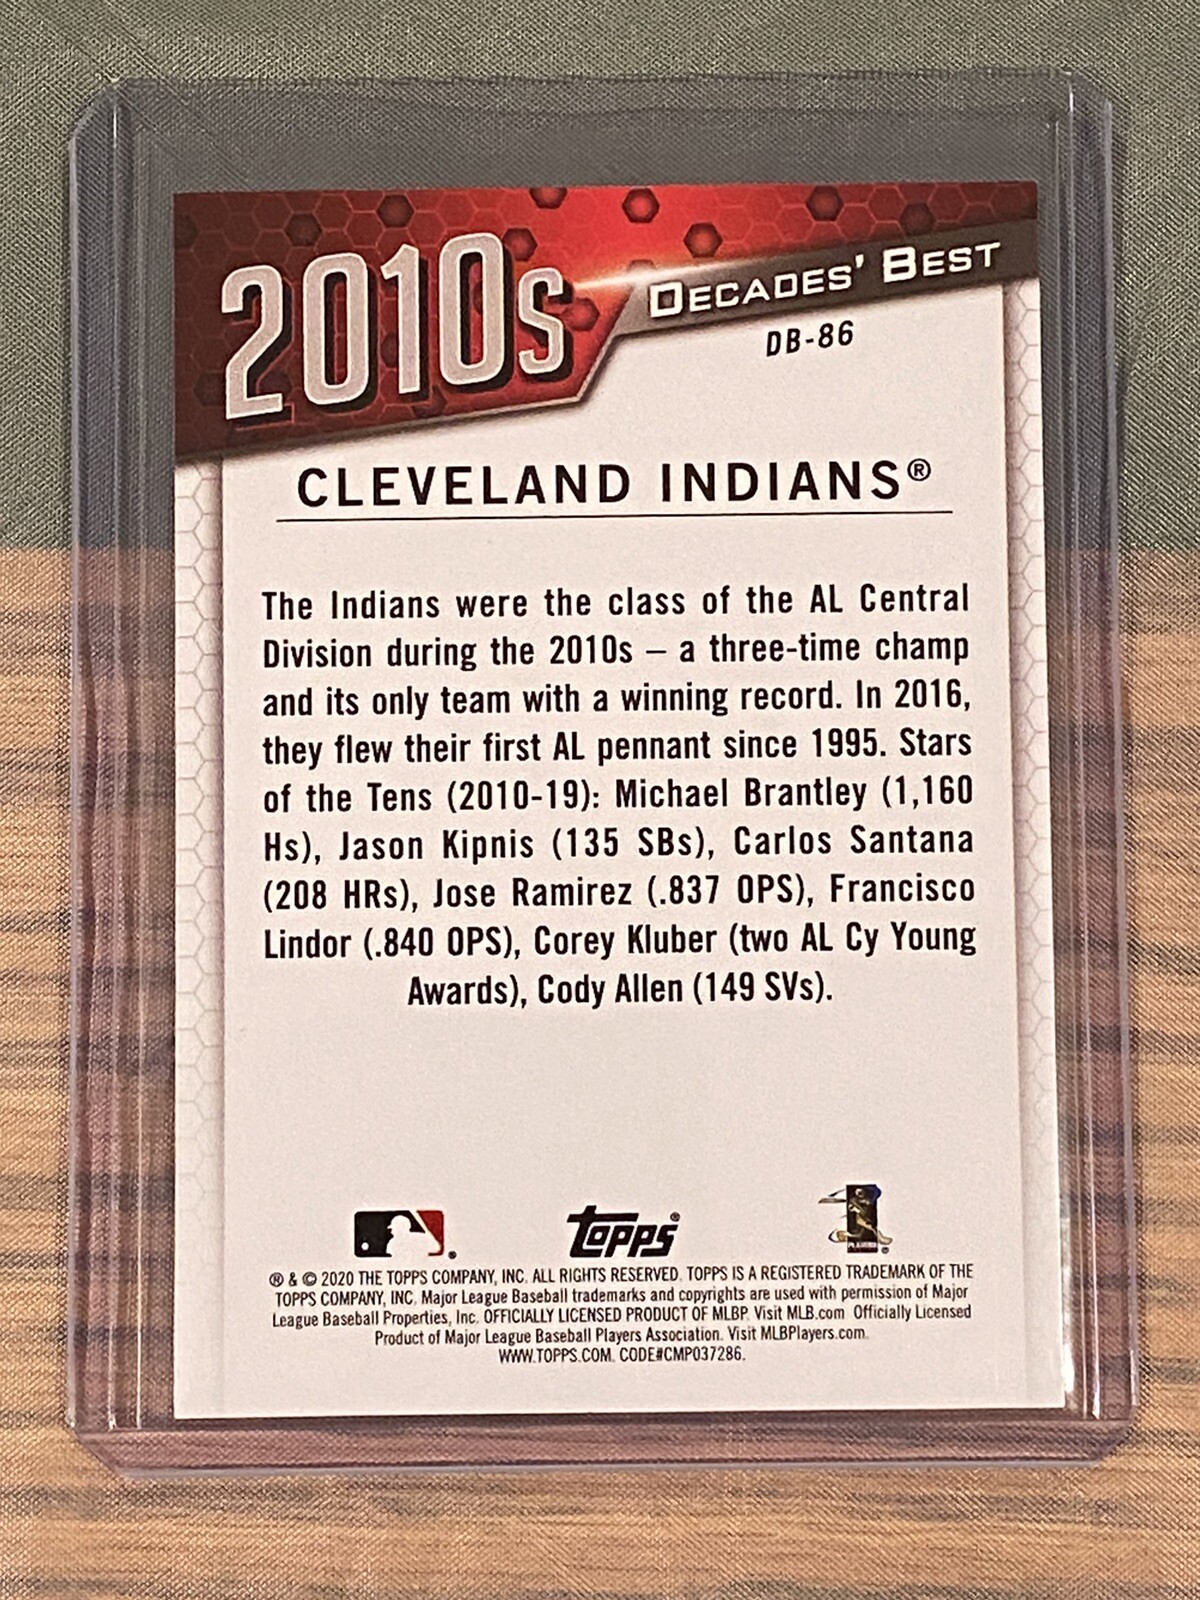 2010s
DECADES' BEST
DB-86
CLEVELAND INDIANS®
The Indians were the class of the AL Central
Division during the 2010s – a three-time champ
and its only team with a winning record. In 2016,
they flew their first AL pennant since 1995. Stars
of the Tens (2010-19): Michael Brantley (1,160
Hs), Jason Kipnis (135 SBs), Carlos Santana
(208 HRs), Jose Ramirez (.837 OPS), Francisco
Lindor (.840 OPS), Corey Kluber (two AL Cy Young
Awards), Cody Allen (149 SVs).
TOPPS®
® & © 2020 THE TOPPS COMPANY, INC. ALL RIGHTS RESERVED. TOPPS IS A REGISTERED TRADEMARK OF THE
TOPPS COMPANY, INC. Major League Baseball trademarks and copyrights are used with permission of Major
League Baseball Properties, Inc. OFFICIALLY LICENSED PRODUCT OF MLBP. Visit MLB.com Officially Licensed
Product of Major League Baseball Players Association. Visit MLBPlayers.com.
WWW.TOPPS.COM. CODE#CMP037286.